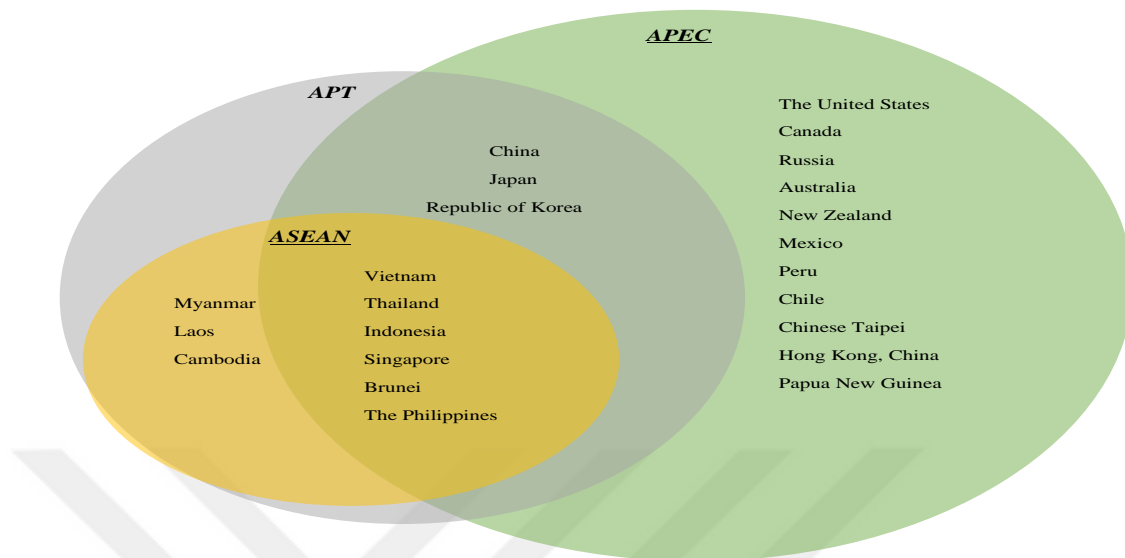 APEC
APT
The United States
Canada
Russia
Australia
New Zealand
Mexico
Peru
Chile
Chinese Taipei
Hong Kong, China
Papua New Guinea
China
Japan
Republic of Korea
ASEAN
Myanmar
Laos
Cambodia
Vietnam
Thailand
Indonesia
Singapore
Brunei
The Philippines